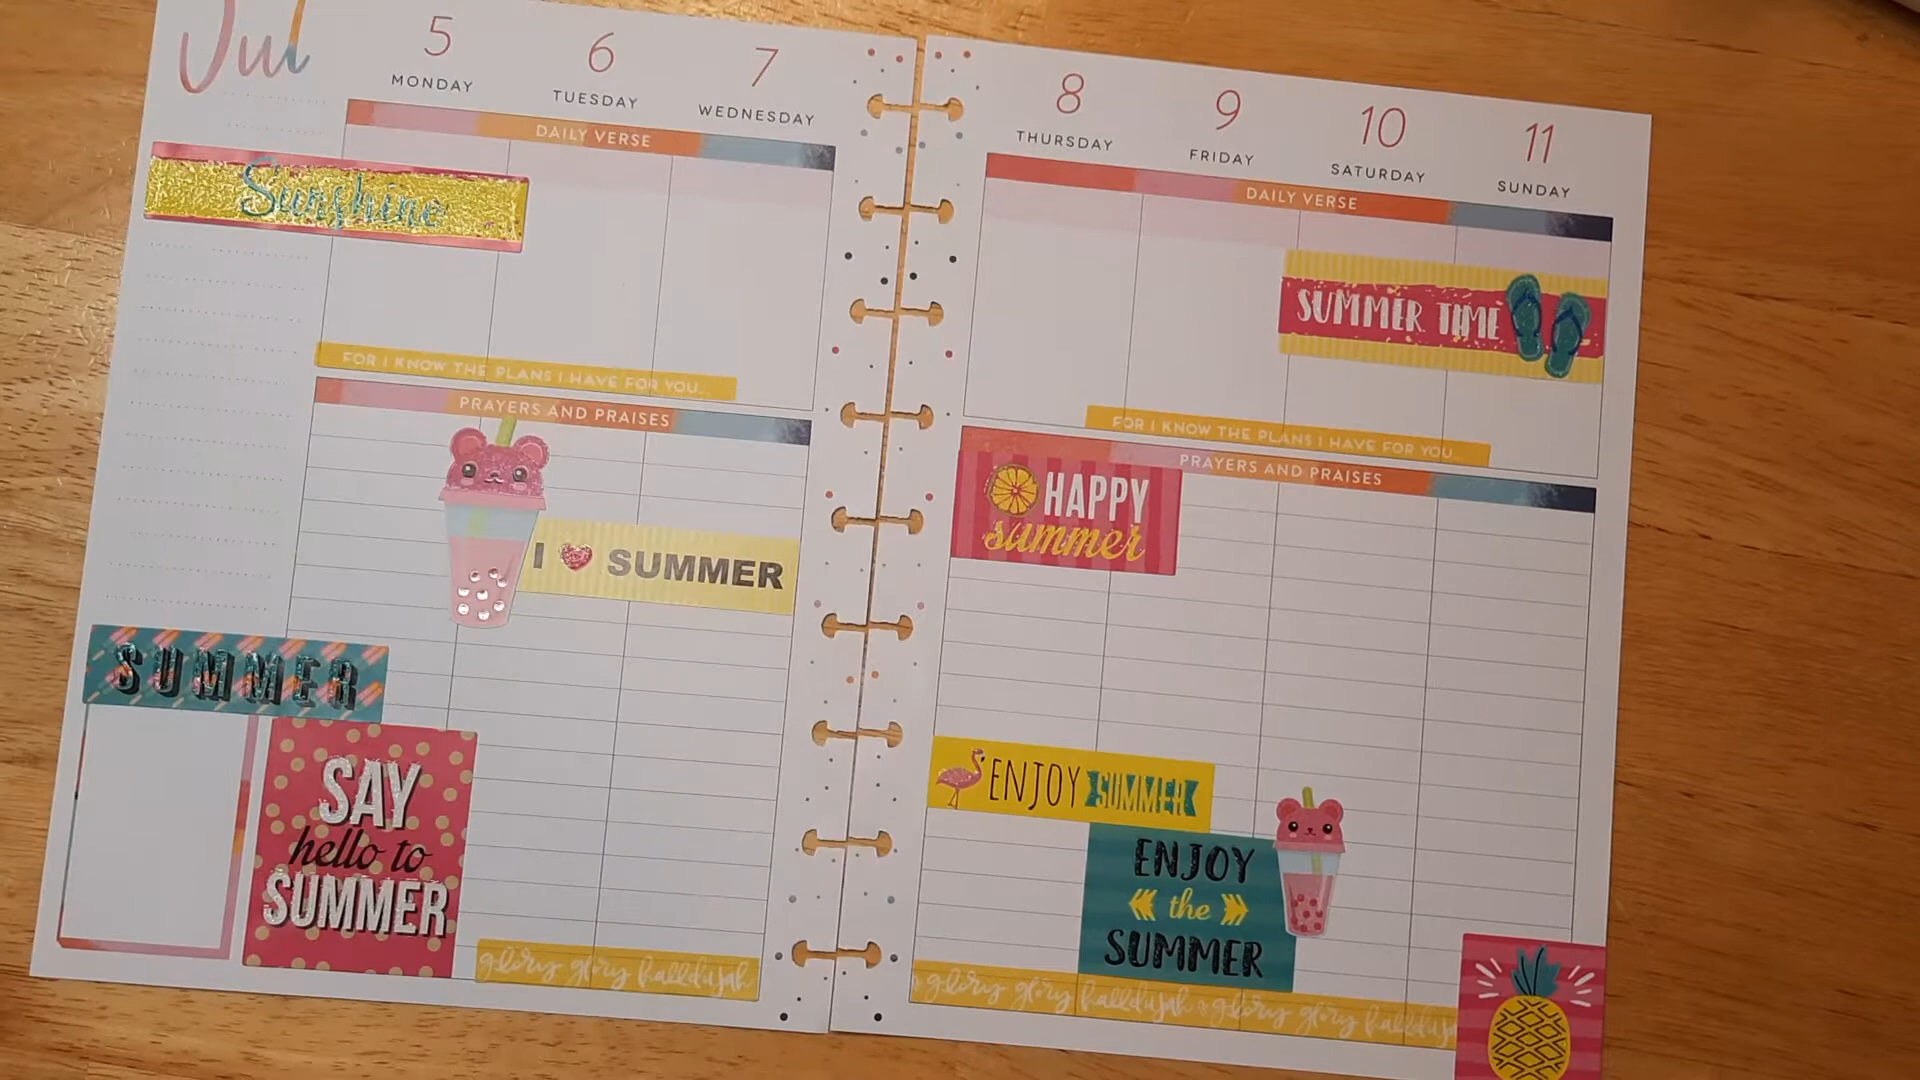 Jul
5
MONDAY
6
TUESDAY
7
WEDNESDAY
DAILY VERSE
Sunshine
FOR I KNOW THE PLANS I HAVE FOR YOU...
PRAYERS AND PRAISES
I SUMMER
SUMMER
SAY
hello to
SUMMER
glory glory hallelujah
8
THURSDAY
9
FRIDAY
10
SATURDAY
11
SUNDAY
DAILY VERSE
SUMMER TIME
FOR I KNOW THE PLANS I HAVE FOR YOU...
PRAYERS AND PRAISES
HAPPY
summer
ENJOY SUMMER
ENJOY
the
SUMMER
glory glory hallelujah glory glory hallelujah